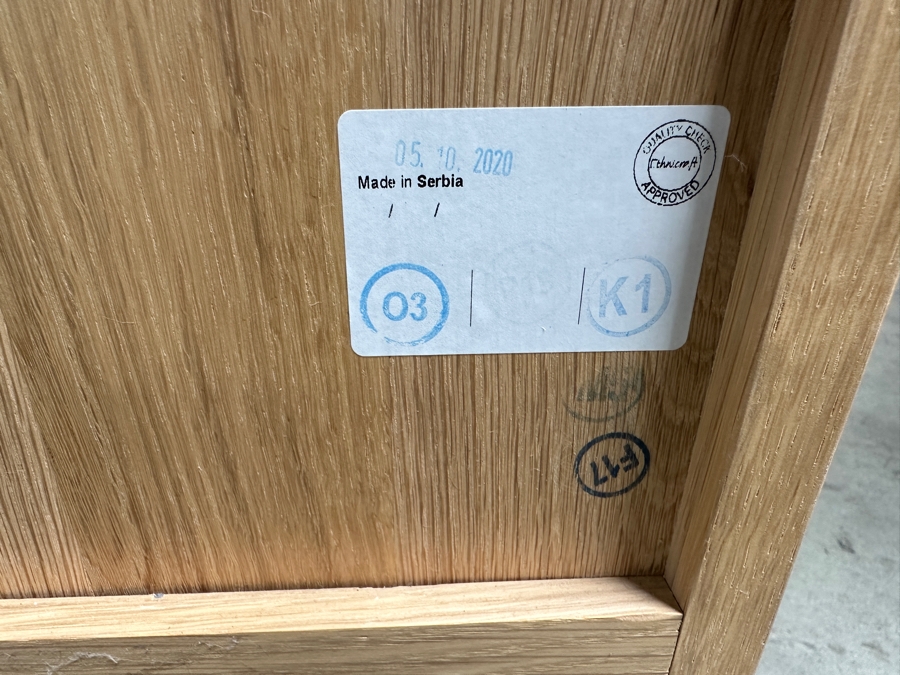 05. 10. 2020
Made in Serbia
/ /
QUALITY CHECK
Ethnicraft
APPROVED
O3
K1
F17